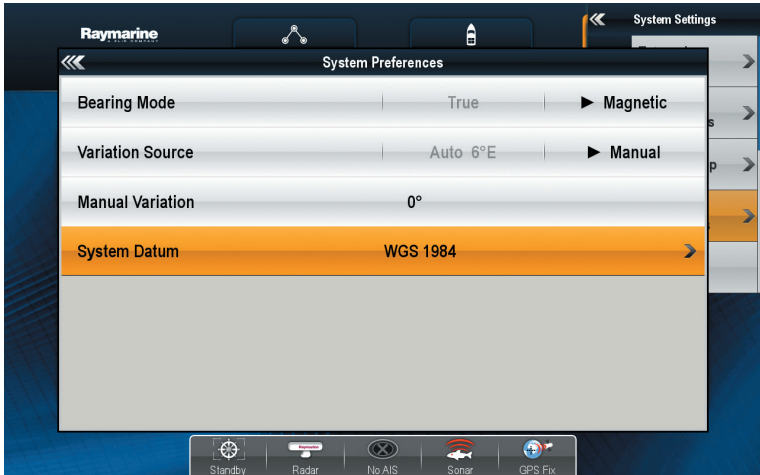 Raymarine
System Settings
System Preferences
Bearing Mode True ► Magnetic
s
Variation Source Auto 6°E ► Manual
p
Manual Variation 0°
System Datum WGS 1984
Raymarine
Standby Radar No AIS Sonar GPS Fix